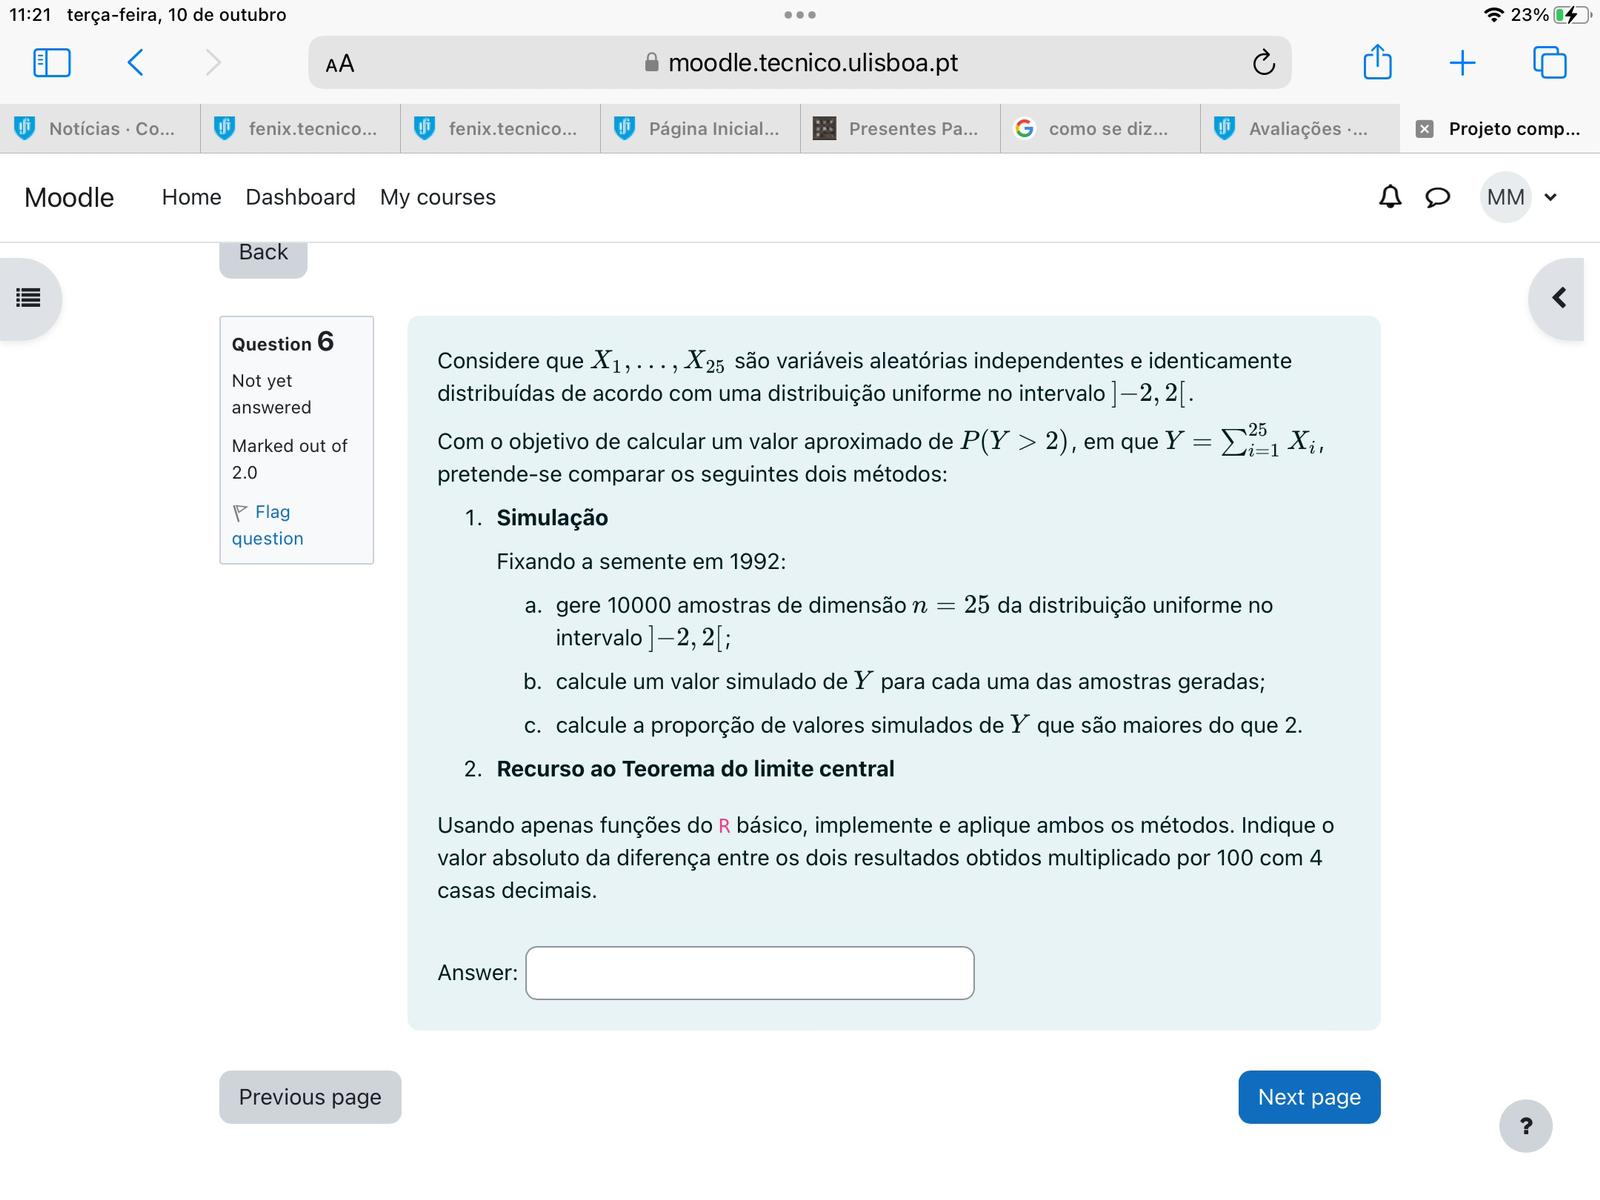 11:21 terça-feira, 10 de outubro
23%
AA
moodle.tecnico.ulisboa.pt
Notícias · Co...
fenix.tecnico...
fenix.tecnico...
Página Inicial...
Presentes Pa...
como se diz...
Avaliações ·...
Projeto comp...
Moodle
Home
Dashboard
My courses
MM
Back
Question 6
Not yet
answered
Marked out of
2.0
Flag
question
Considere que X₁, . . . , X₂₅ são variáveis aleatórias independentes e identicamente
distribuídas de acordo com uma distribuição uniforme no intervalo ]−2, 2[.
Com o objetivo de calcular um valor aproximado de P(Y > 2), em que Y = ∑²⁵ᵢ₌₁ Xᵢ,
pretende-se comparar os seguintes dois métodos:
1. Simulação
Fixando a semente em 1992:
a. gere 10000 amostras de dimensão n = 25 da distribuição uniforme no
intervalo ]−2, 2[;
b. calcule um valor simulado de Y para cada uma das amostras geradas;
c. calcule a proporção de valores simulados de Y que são maiores do que 2.
2. Recurso ao Teorema do limite central
Usando apenas funções do R básico, implemente e aplique ambos os métodos. Indique o
valor absoluto da diferença entre os dois resultados obtidos multiplicado por 100 com 4
casas decimais.
Answer:
Previous page
Next page
?